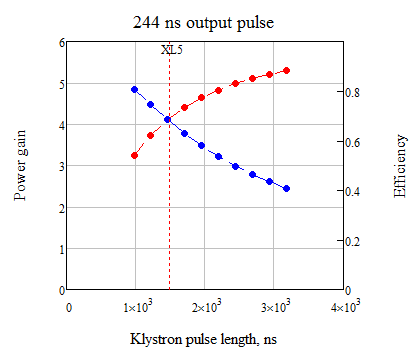 244 ns output pulse
XL5
6
5
4
3
2
1
0
Power gain
0.8
0.6
0.4
0.2
0
Efficiency
0 1×10³ 2×10³ 3×10³ 4×10³
Klystron pulse length, ns